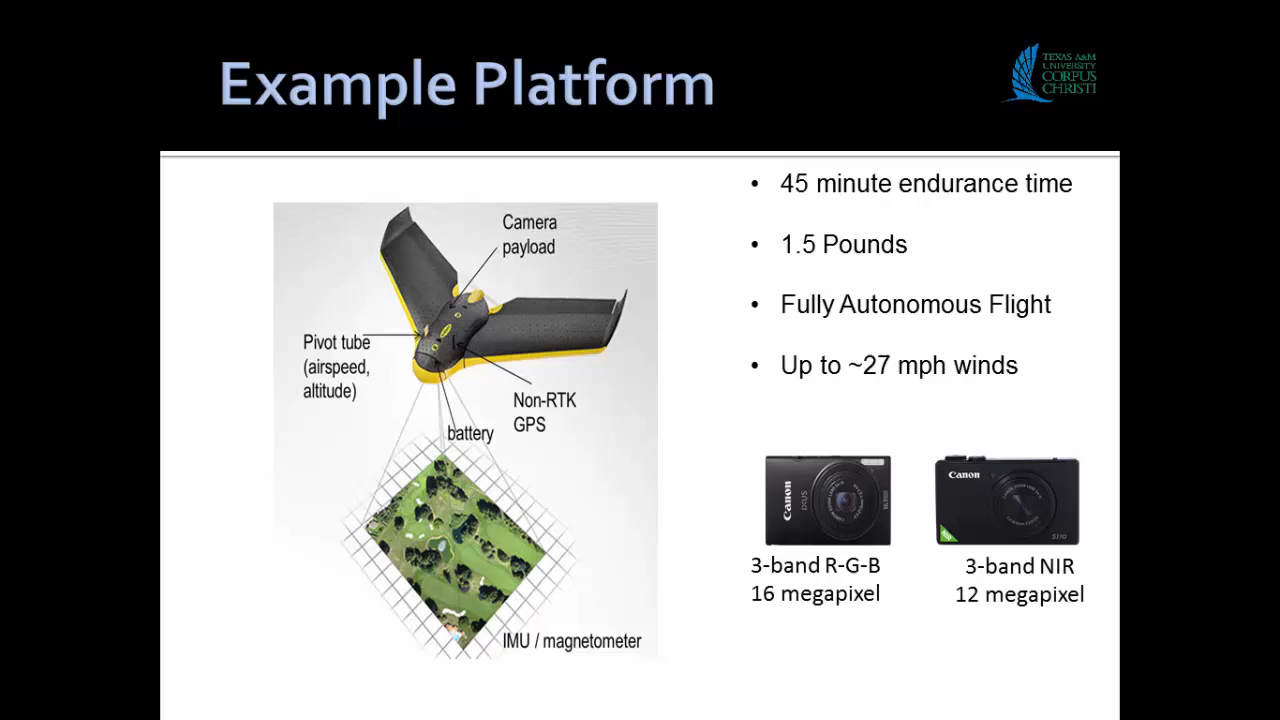 Example Platform
TEXAS A&M
UNIVERSITY
CORPUS
CHRISTI
Camera
payload
Pivot tube
(airspeed,
altitude)
Non-RTK
GPS
battery
IMU / magnetometer
• 45 minute endurance time
• 1.5 Pounds
• Fully Autonomous Flight
• Up to ~27 mph winds
Canon
IXUS
Canon
S110
3-band R-G-B
16 megapixel
3-band NIR
12 megapixel